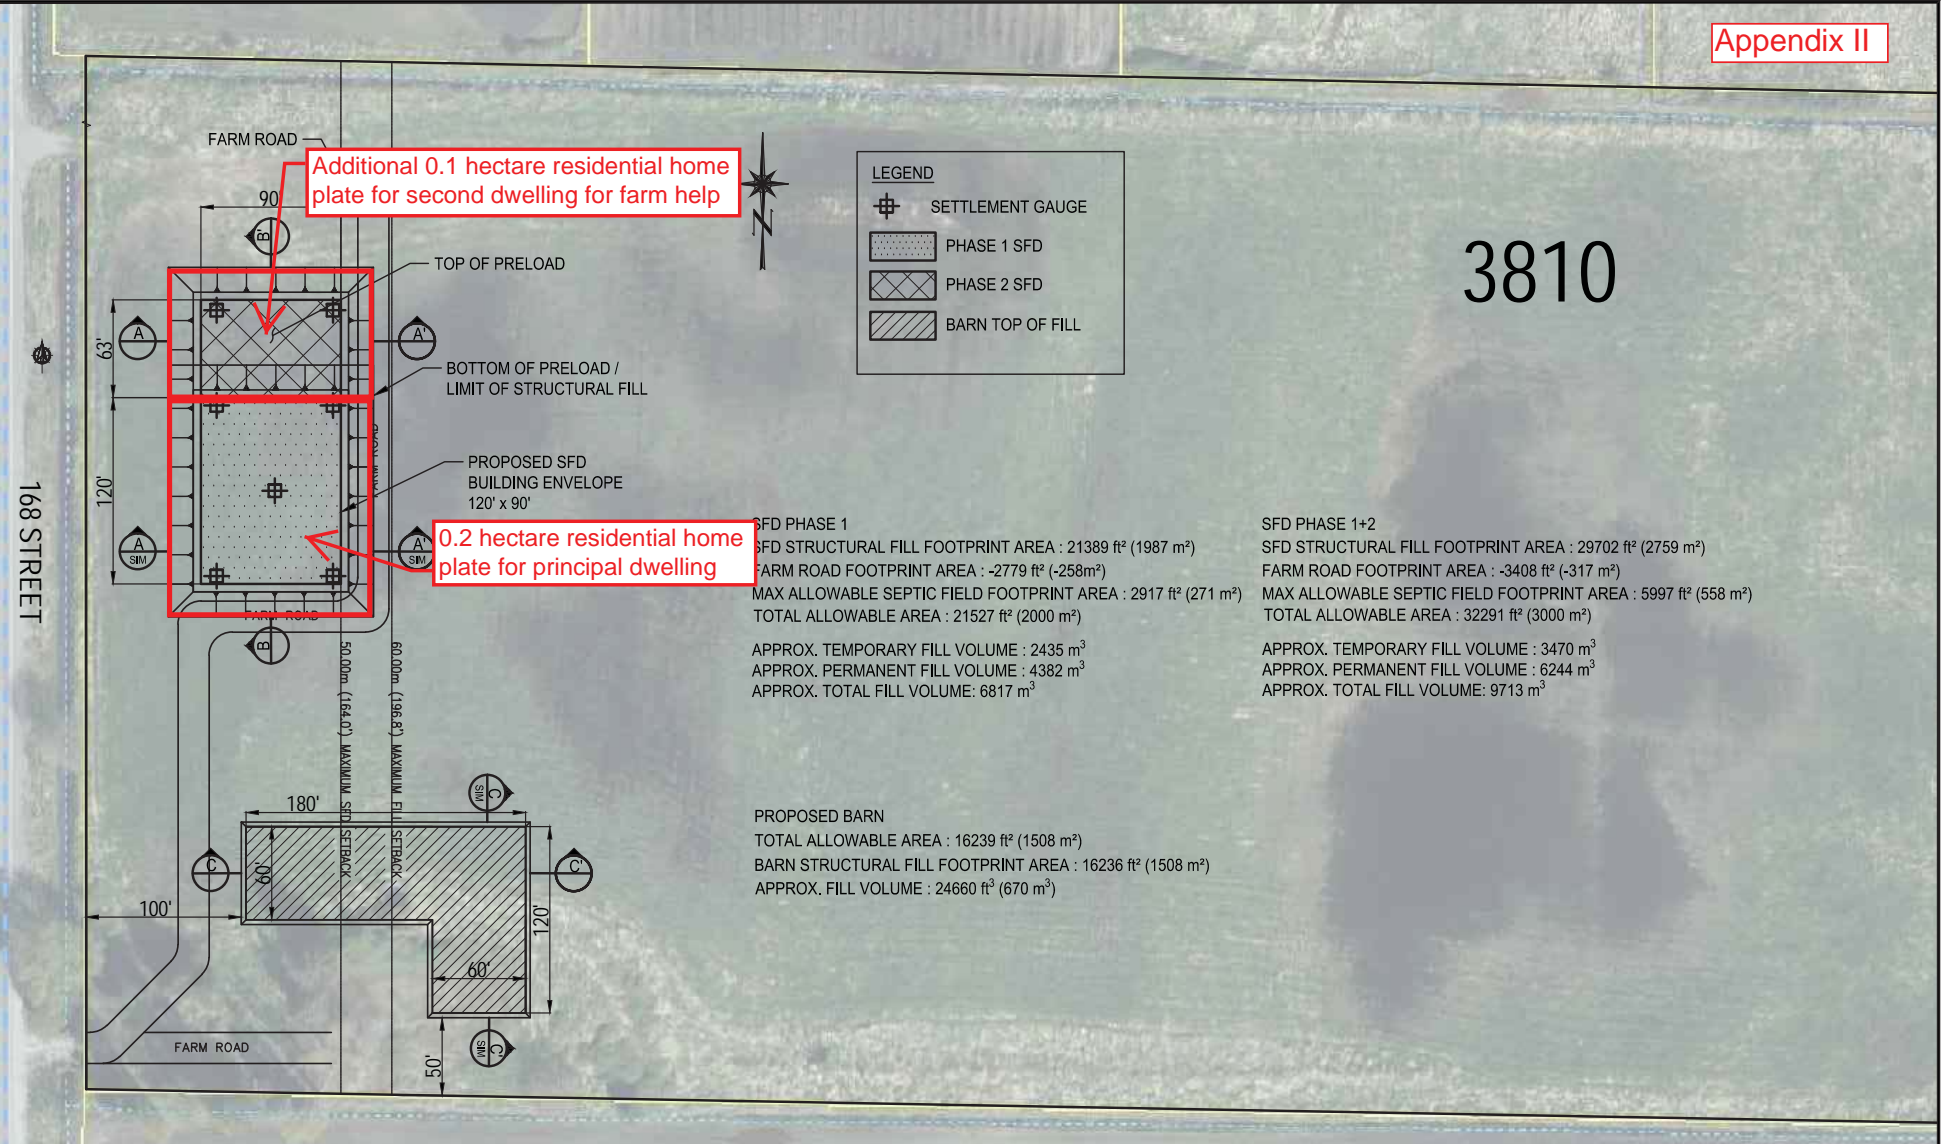 Appendix II
FARM ROAD
Additional 0.1 hectare residential home
plate for second dwelling for farm help
90'
B'
TOP OF PRELOAD
N
LEGEND
SETTLEMENT GAUGE
PHASE 1 SFD
PHASE 2 SFD
BARN TOP OF FILL
3810
63'
A
A'
BOTTOM OF PRELOAD /
LIMIT OF STRUCTURAL FILL
FARM ROAD
120'
PROPOSED SFD
BUILDING ENVELOPE
120' x 90'
168 STREET
A
SIM
A'
SIM
0.2 hectare residential home
plate for principal dwelling
FARM ROAD
B
SFD PHASE 1
SFD STRUCTURAL FILL FOOTPRINT AREA : 21389 ft² (1987 m²)
FARM ROAD FOOTPRINT AREA : -2779 ft² (-258m²)
MAX ALLOWABLE SEPTIC FIELD FOOTPRINT AREA : 2917 ft² (271 m²)
TOTAL ALLOWABLE AREA : 21527 ft² (2000 m²)
APPROX. TEMPORARY FILL VOLUME : 2435 m³
APPROX. PERMANENT FILL VOLUME : 4382 m³
APPROX. TOTAL FILL VOLUME: 6817 m³
SFD PHASE 1+2
SFD STRUCTURAL FILL FOOTPRINT AREA : 29702 ft² (2759 m²)
FARM ROAD FOOTPRINT AREA : -3408 ft² (-317 m²)
MAX ALLOWABLE SEPTIC FIELD FOOTPRINT AREA : 5997 ft² (558 m²)
TOTAL ALLOWABLE AREA : 32291 ft² (3000 m²)
APPROX. TEMPORARY FILL VOLUME : 3470 m³
APPROX. PERMANENT FILL VOLUME : 6244 m³
APPROX. TOTAL FILL VOLUME: 9713 m³
50.00m (164.0') MAXIMUM SFD SETBACK
60.00m (196.8') MAXIMUM FILL SETBACK
180'
C
SIM
60'
C
C'
100'
120'
60'
PROPOSED BARN
TOTAL ALLOWABLE AREA : 16239 ft² (1508 m²)
BARN STRUCTURAL FILL FOOTPRINT AREA : 16236 ft² (1508 m²)
APPROX. FILL VOLUME : 24660 ft³ (670 m³)
FARM ROAD
C'
SIM
50'